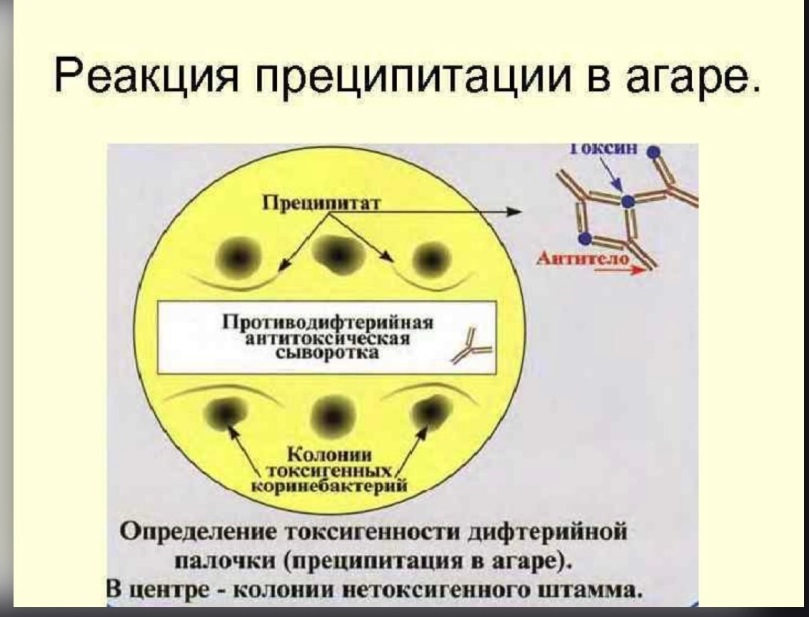 Реакция преципитации в агаре.
Токсин
Преципитат
Антитело
Противодифтерийная
антитоксическая
сыворотка
Колонии
токсигенных
коринебактерий
Определение токсигенности дифтерийной
палочки (преципитация в агаре).
В центре - колонии нетоксигенного штамма.